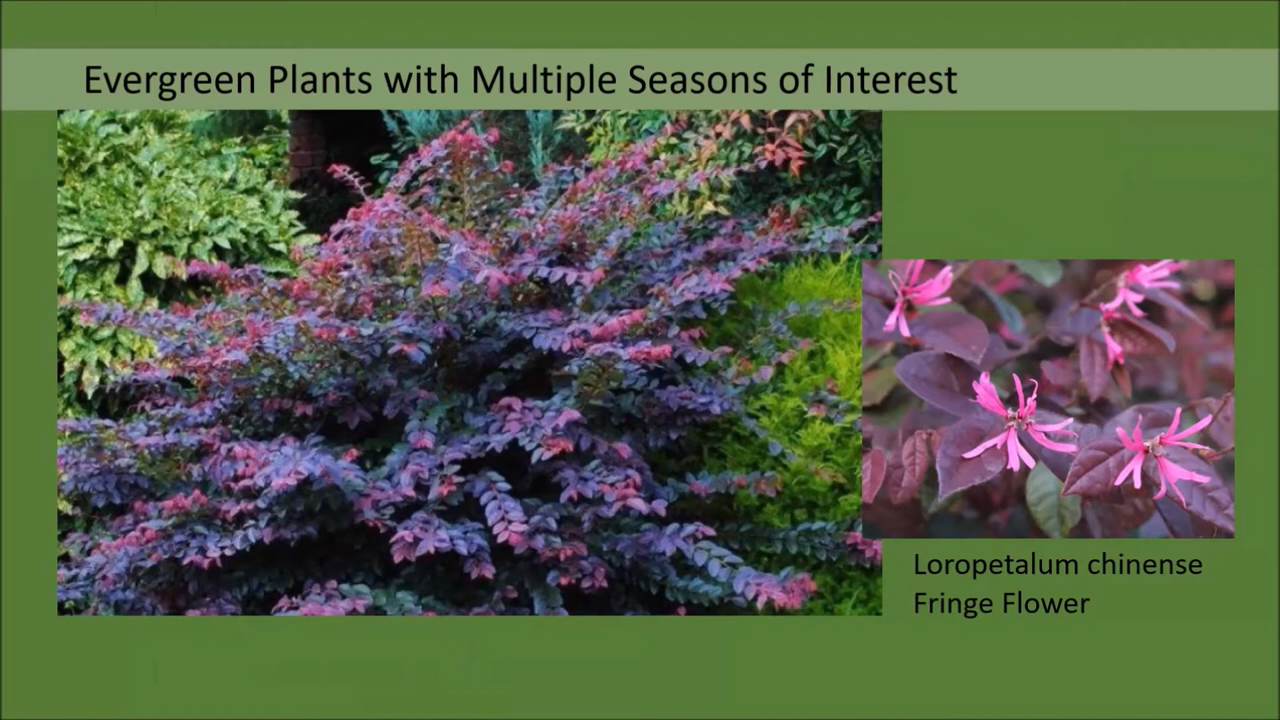 Evergreen Plants with Multiple Seasons of Interest
Loropetalum chinense
Fringe Flower